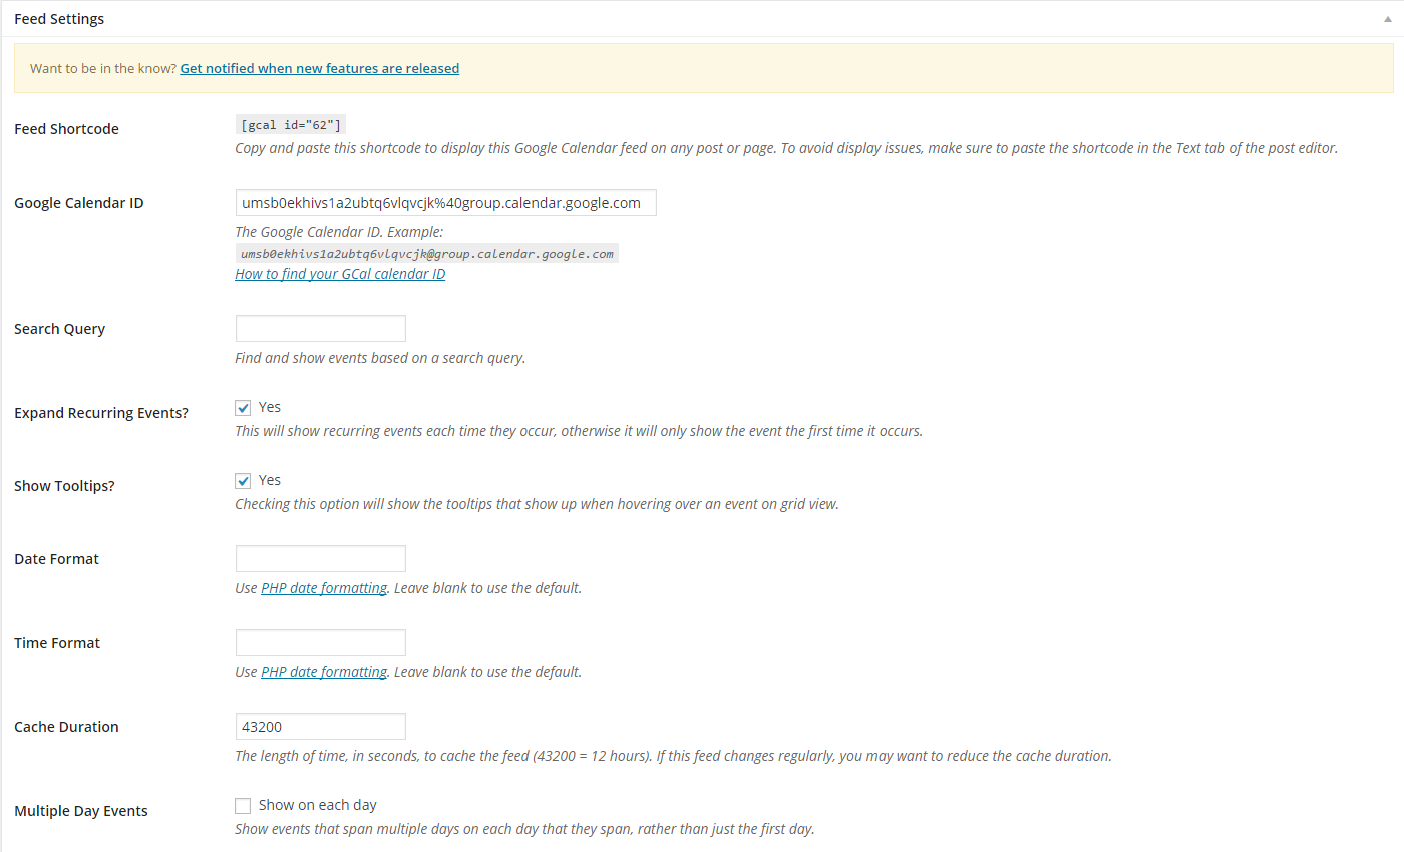 Feed Settings
Want to be in the know? Get notified when new features are released
Feed Shortcode
[gcal id="62"]
Copy and paste this shortcode to display this Google Calendar feed on any post or page. To avoid display issues, make sure to paste the shortcode in the Text tab of the post editor.
Google Calendar ID
umsb0ekhivs1a2ubtq6vlqvcjk%40group.calendar.google.com
The Google Calendar ID. Example:
umsb0ekhivs1a2ubtq6vlqvcjk@group.calendar.google.com
How to find your GCal calendar ID
Search Query
Find and show events based on a search query.
Expand Recurring Events?
Yes
This will show recurring events each time they occur, otherwise it will only show the event the first time it occurs.
Show Tooltips?
Yes
Checking this option will show the tooltips that show up when hovering over an event on grid view.
Date Format
Use PHP date formatting. Leave blank to use the default.
Time Format
Use PHP date formatting. Leave blank to use the default.
Cache Duration
43200
The length of time, in seconds, to cache the feed (43200 = 12 hours). If this feed changes regularly, you may want to reduce the cache duration.
Multiple Day Events
Show on each day
Show events that span multiple days on each day that they span, rather than just the first day.